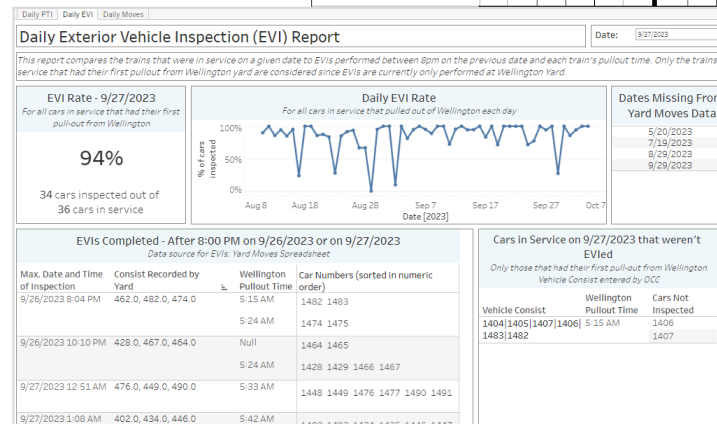 Daily PTI Daily EVI Daily Moves
Daily Exterior Vehicle Inspection (EVI) Report
Date: 9/27/2023
This report compares the trains that were in service on a given date to EVIs performed between 8pm on the previous date and each train's pullout time. Only the trains
service that had their first pullout from Wellington yard are considered since EVIs are currently only performed at Wellington Yard.
EVI Rate - 9/27/2023
For all cars in service that had their first
pull-out from Wellington
94%
34 cars inspected out of
36 cars in service
Daily EVI Rate
For all cars in service that pulled out of Wellington each day
% of cars
inspected
100%
50%
0%
Aug 8 Aug 18 Aug 28 Sep 7 Sep 17 Sep 27 Oct 7
Date [2023]
Dates Missing From
Yard Moves Data
5/20/2023
7/19/2023
8/29/2023
9/29/2023
EVIs Completed - After 8:00 PM on 9/26/2023 or on 9/27/2023
Data source for EVIs: Yard Moves Spreadsheet
Max. Date and Time
of Inspection
Consist Recorded by
Yard
Wellington
Pullout Time
Car Numbers (sorted in numeric
order)
9/26/2023 8:04 PM 462.0, 482.0, 474.0 5:15 AM 1482 1483
5:24 AM 1474 1475
9/26/2023 10:10 PM 428.0, 467.0, 464.0 Null 1464 1465
5:24 AM 1428 1429 1466 1467
9/27/2023 12:51 AM 476.0, 449.0, 490.0 5:33 AM 1448 1449 1476 1477 1490 1491
9/27/2023 1:08 AM 402.0, 434.0, 446.0 5:42 AM
Cars in Service on 9/27/2023 that weren't
EVIed
Only those that had their first pull-out from Wellington
Vehicle Consist entered by OCC
Vehicle Consist
Wellington
Pullout Time
Cars Not
Inspected
1404|1405|1407|1406| 5:15 AM 1406
1483|1482 1407